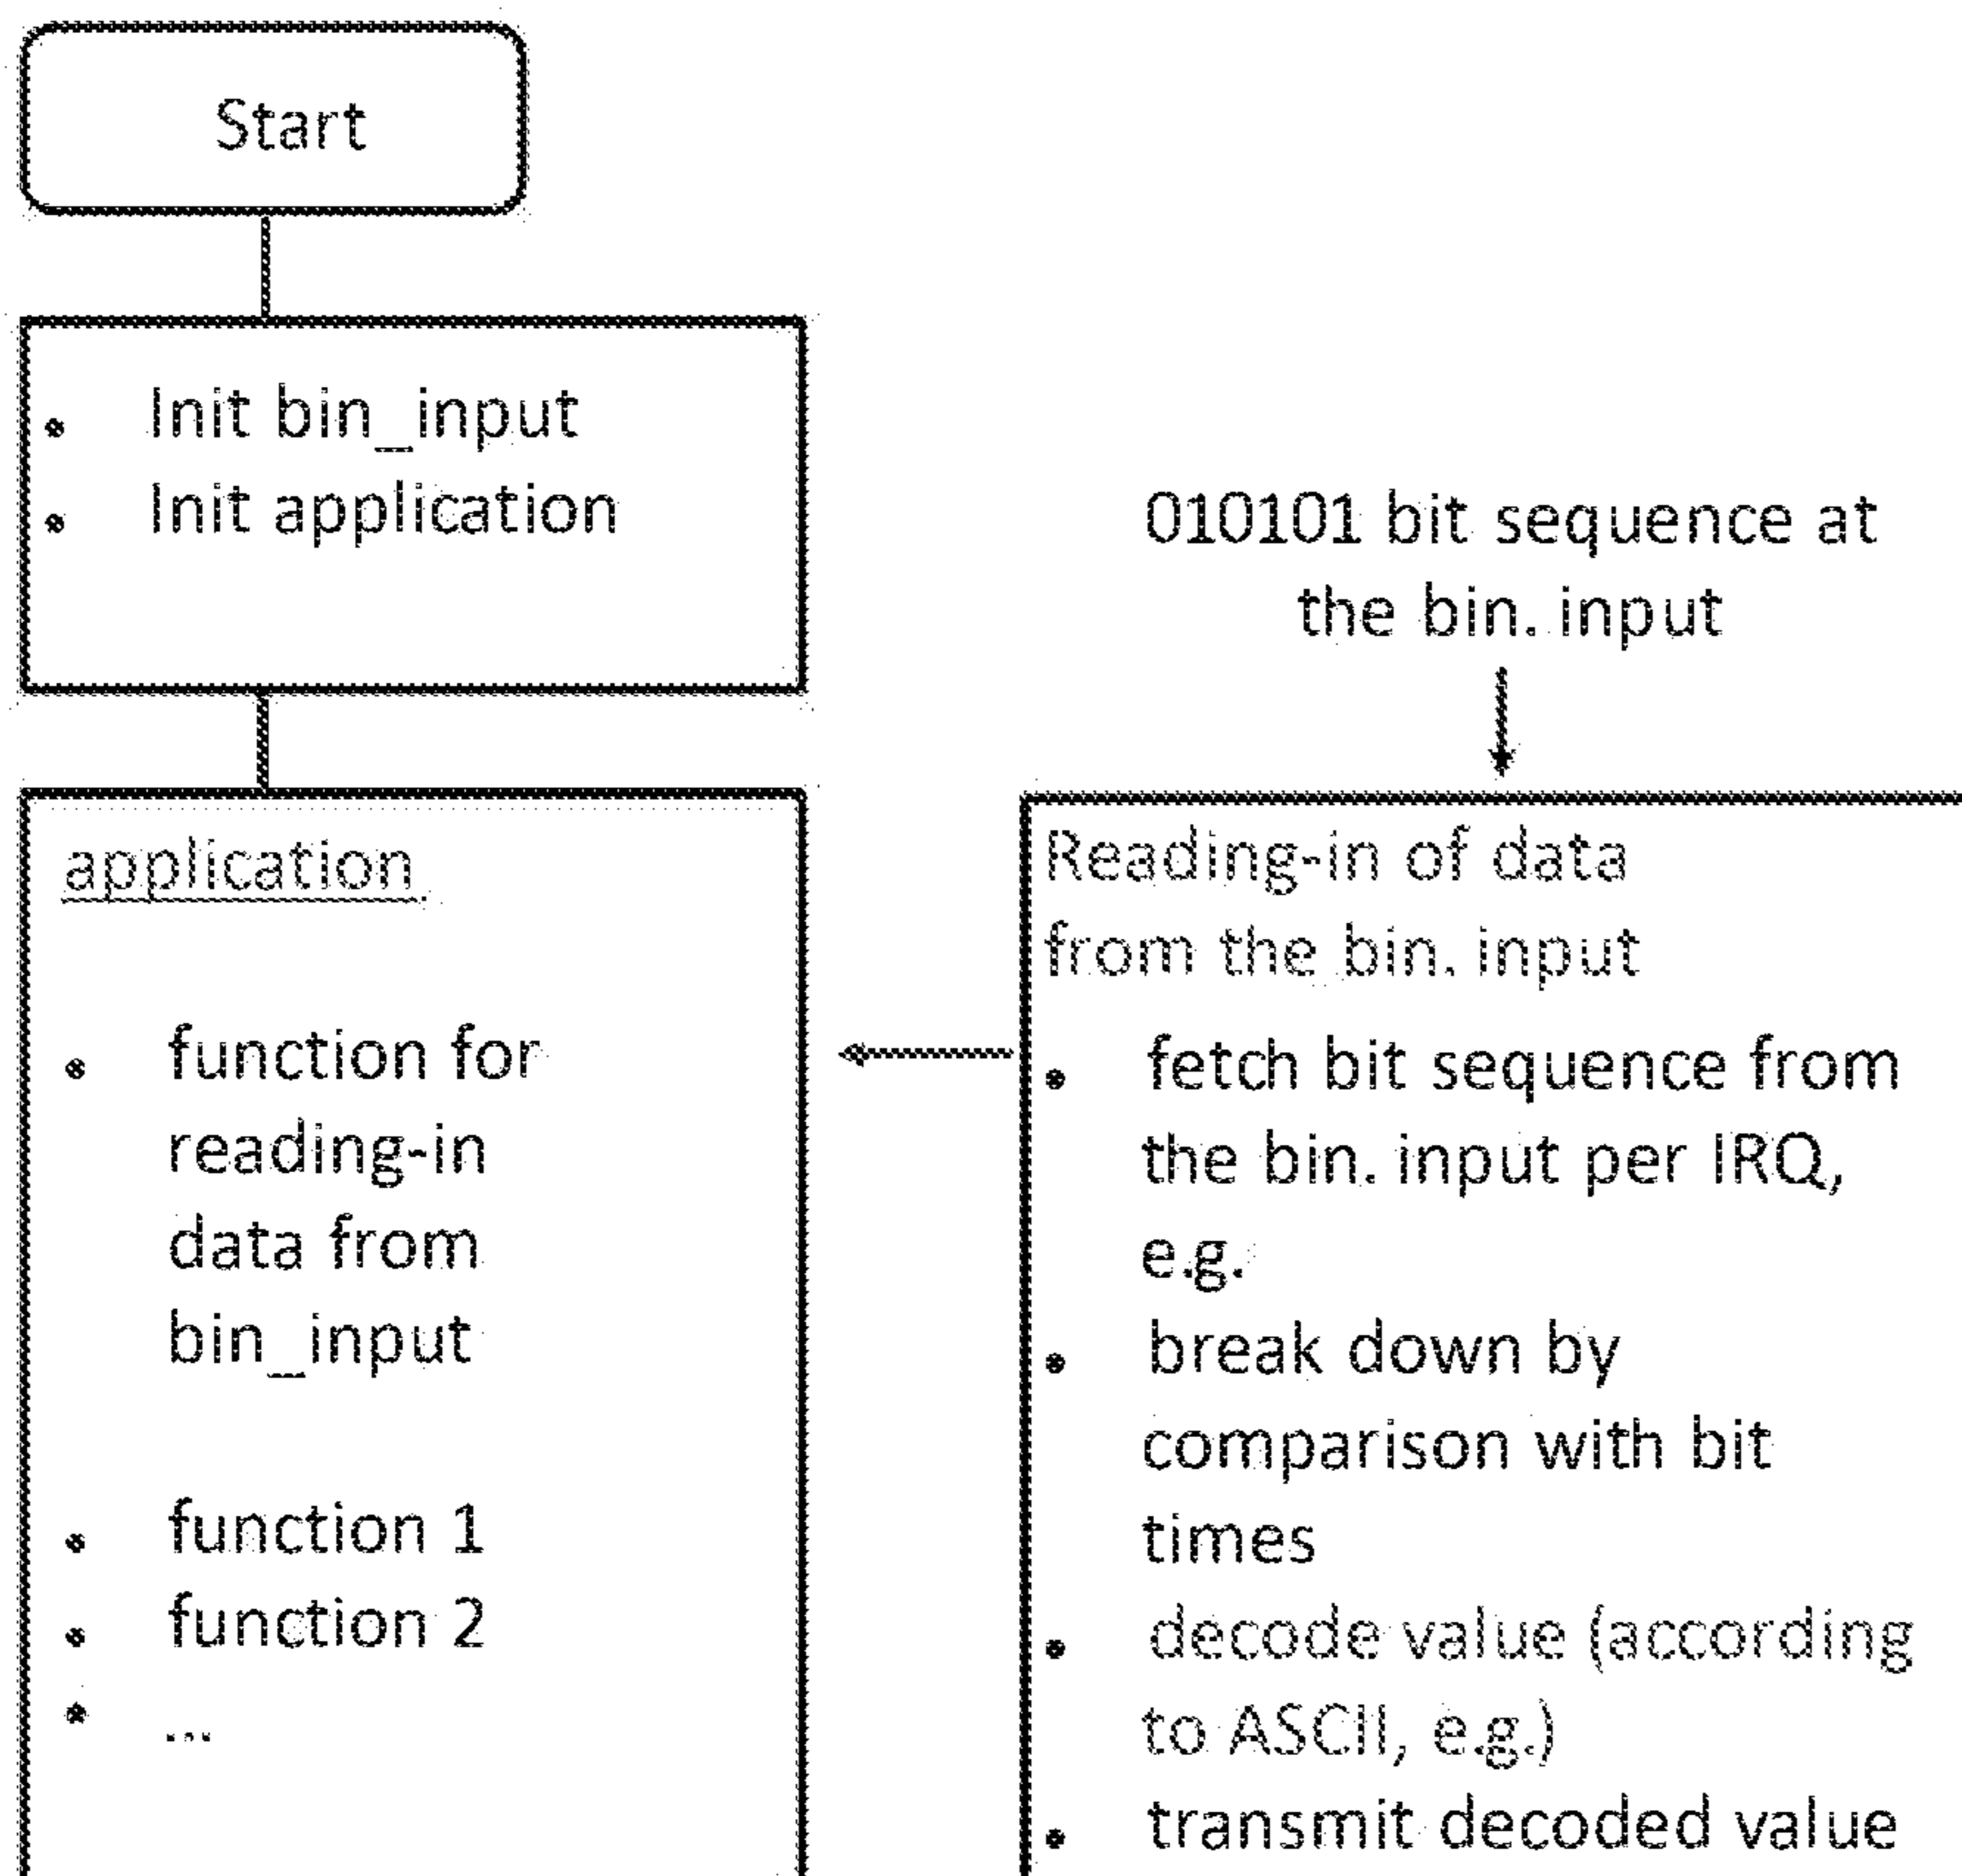 Start
• Init bin_input
• Init application
010101 bit sequence at
the bin. input
application
• function for
reading-in
data from
bin_input
• function 1
• function 2
• ...
Reading-in of data
from the bin. input
• fetch bit sequence from
the bin. input per IRQ,
e.g.
• break down by
comparison with bit
times
• decode value (according
to ASCII, e.g.)
• transmit decoded value